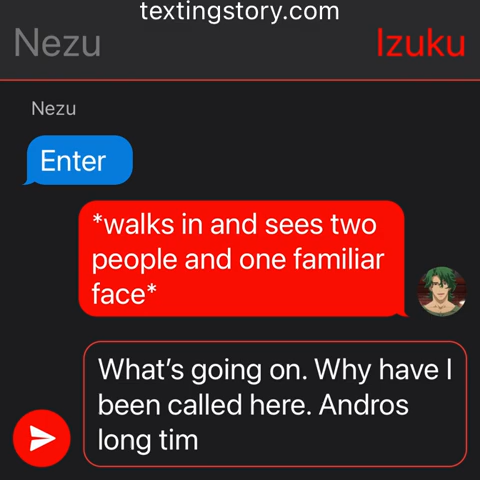 textingstory.com
Nezu Izuku
Nezu
Enter
*walks in and sees two
people and one familiar
face*
What's going on. Why have I
been called here. Andros
long tim